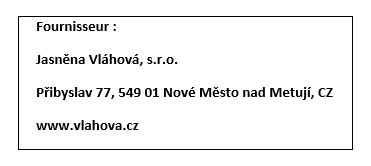 Fournisseur :
Jasněna Vláhová, s.r.o.
Přibyslav 77, 549 01 Nové Město nad Metují, CZ
www.vlahova.cz